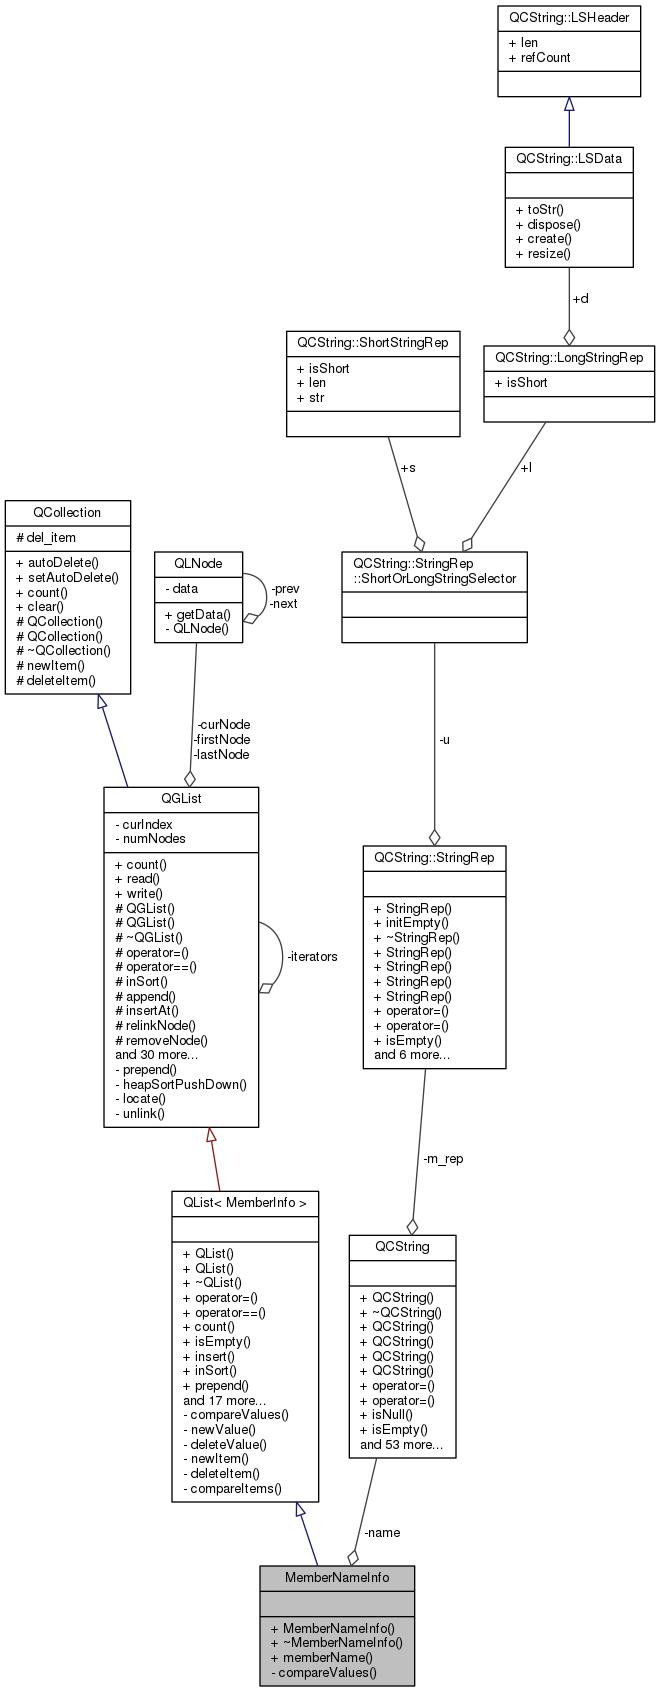 QCString::LSHeader
+ len
+ refCount
QCString::LSData
+ toStr()
+ dispose()
+ create()
+ resize()
+d
QCString::ShortStringRep
+ isShort
+ len
+ str
QCString::LongStringRep
+ isShort
+s
+l
QCollection
# del_item
+ autoDelete()
+ setAutoDelete()
+ count()
+ clear()
# QCollection()
# QCollection()
# ~QCollection()
# newItem()
# deleteItem()
QLNode
- data
+ getData()
- QLNode()
-prev
-next
QCString::StringRep
::ShortOrLongStringSelector
-curNode
-firstNode
-lastNode
-u
QGList
- curIndex
- numNodes
+ count()
+ read()
+ write()
# QGList()
# QGList()
# ~QGList()
# operator=()
# operator==()
# inSort()
# append()
# insertAt()
# relinkNode()
# removeNode()
and 30 more...
- prepend()
- heapSortPushDown()
- locate()
- unlink()
-iterators
QCString::StringRep
+ StringRep()
+ initEmpty()
+ ~StringRep()
+ StringRep()
+ StringRep()
+ StringRep()
+ StringRep()
+ operator=()
+ operator=()
+ isEmpty()
and 6 more...
-m_rep
QList< MemberInfo >
+ QList()
+ QList()
+ ~QList()
+ operator=()
+ operator==()
+ count()
+ isEmpty()
+ insert()
+ inSort()
+ prepend()
and 17 more...
- compareValues()
- newValue()
- deleteValue()
- newItem()
- deleteItem()
- compareItems()
QCString
+ QCString()
+ ~QCString()
+ QCString()
+ QCString()
+ QCString()
+ QCString()
+ operator=()
+ operator=()
+ isNull()
+ isEmpty()
and 53 more...
-name
MemberNameInfo
+ MemberNameInfo()
+ ~MemberNameInfo()
+ memberName()
- compareValues()